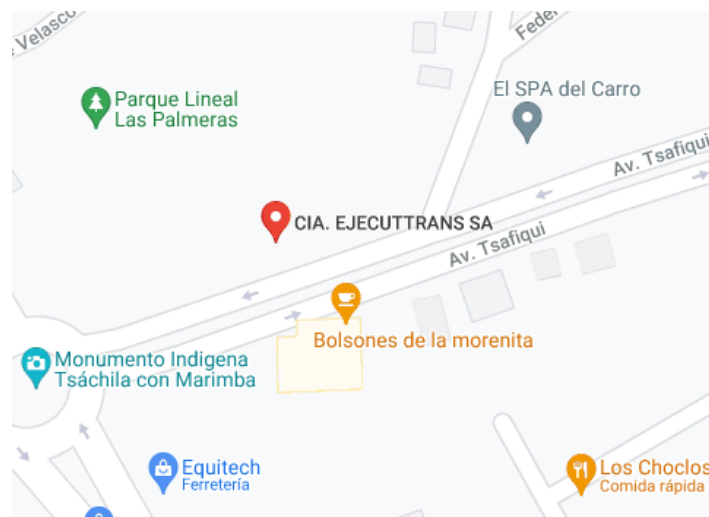 Velasco
Feder
Parque Lineal
Las Palmeras
El SPA del Carro
Av. Tsafiqui
CIA. EJECUTTRANS SA
Av. Tsafiqui
Bolsones de la morenita
Monumento Indigena
Tsáchila con Marimba
Equitech
Ferretería
Los Choclos
Comida rápida